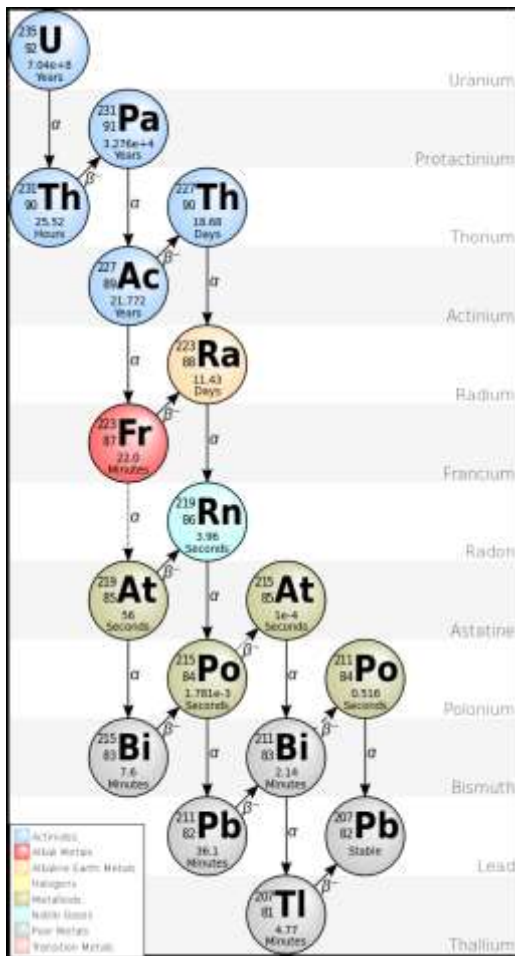 235
92
U
7.04e+8
Years
α
Uranium
231
91
Pa
3.276e+4
Years
Protactinium
231
90
Th
25.52
Hours
β⁻
α
227
90
Th
18.68
Days
Thorium
227
89
Ac
21.772
Years
β⁻
α
Actinium
α
223
88
Ra
11.43
Days
Radium
223
87
Fr
22.0
Minutes
β⁻
α
Francium
α
219
86
Rn
3.96
Seconds
Radon
219
85
At
56
Seconds
β⁻
α
215
85
At
1e-4
Seconds
Astatine
α
215
84
Po
1.781e-3
Seconds
β⁻
α
211
84
Po
0.516
Seconds
Polonium
215
83
Bi
7.6
Minutes
β⁻
α
211
83
Bi
2.14
Minutes
β⁻
α
Bismuth
211
82
Pb
36.1
Minutes
β⁻
α
207
82
Pb
Stable
Lead
207
81
Tl
4.77
Minutes
β⁻
Thallium
Actinides
Alkali Metals
Alkaline Earth Metals
Halogens
Metalloids
Noble Gases
Poor Metals
Transition Metals